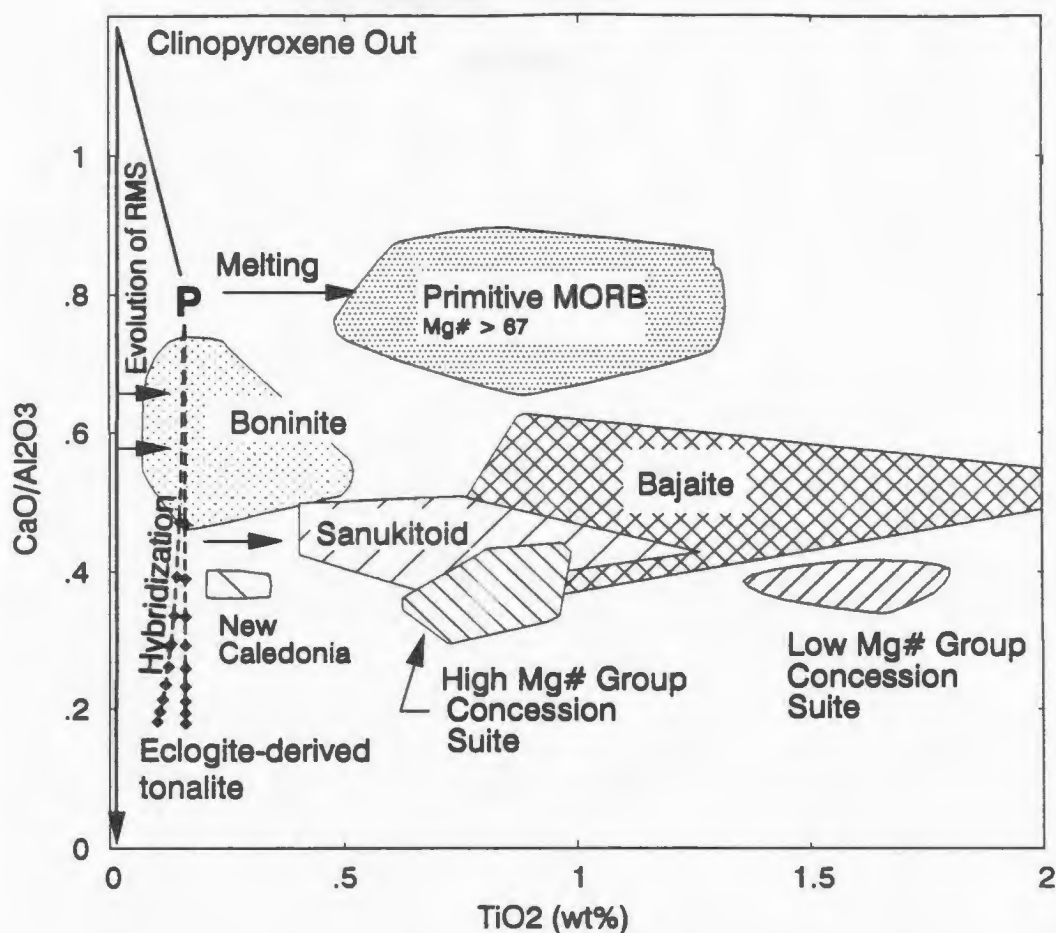 Clinopyroxene Out
1
Evolution of RMS
Melting
Primitive MORB
Mg# > 67
P
.8
Boninite
.6
Bajaite
CaO/Al2O3
Sanukitoid
Hybridization
.4
New
Caledonia
High Mg# Group
Concession
Suite
Low Mg# Group
Concession
Suite
.2
Eclogite-derived
tonalite
0
0
.5
1
1.5
2
TiO2 (wt%)